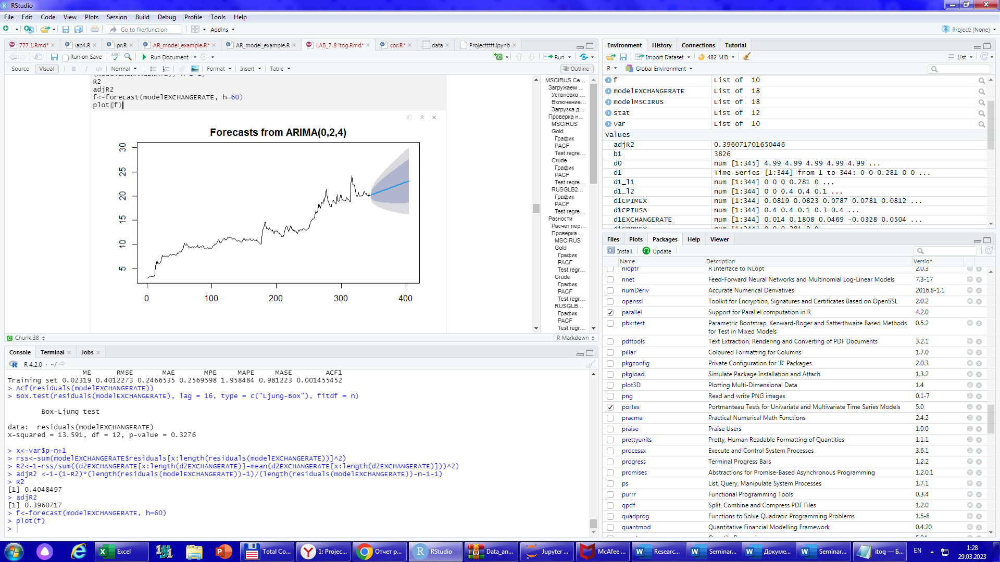 RStudio
File Edit Code View Plots Session Build Debug Profile Tools Help
Go to file/function Addins Project: (None)
777 1.Rmd* lab4.R pr.R AR_model_example.R* AR_model_example.R LAB_7-8 itog.Rmd* cor.R* data Projecttttt.ipynb
Run on Save ABC Run Document Run
Source Visual B I Normal Format Insert Table Outline
R2
adjR2
f<-forecast(modelEXCHANGERATE, h=60)
plot(f)
Forecasts from ARIMA(0,2,4)
30
25
20
15
10
5
0 100 200 300 400
MSCIRUS Ce...
Загружаем ...
Установка ...
Включение...
Загрузка д...
Проверка н...
MSCIRUS
Gold
График
PACF
Test regre...
Crude
График
PACF
Test regre...
RUSGLB2...
График
PACF
Test regre...
Разности
Расчет пер...
Проверка ...
MSCIRUS
Gold
График
PACF
Test regr...
Crude
График
PACF
Test regr...
RUSGLB...
График
PACF
Test regr...
Chunk 38 R Markdown
Console Terminal Jobs
R 4.2.0 · ~/
ME RMSE MAE MPE MAPE MASE ACF1
Training set 0.02319 0.4012273 0.2466535 0.2569598 1.958484 0.981223 0.001455452
> Acf(residuals(modelEXCHANGERATE))
> Box.test(residuals(modelEXCHANGERATE), lag = 16, type = c("Ljung-Box"), fitdf = n)
Box-Ljung test
data: residuals(modelEXCHANGERATE)
X-squared = 13.591, df = 12, p-value = 0.3276
> x<-var$p-n+1
> rss<-sum(modelEXCHANGERATE$residuals[x:length(residuals(modelEXCHANGERATE))]^2)
> R2<-1-rss/sum((d2EXCHANGERATE[x:length(d2EXCHANGERATE)]-mean(d2EXCHANGERATE[x:length(d2EXCHANGERATE)]))^2)
> adjR2 <-1-(1-R2)*(length(residuals(modelEXCHANGERATE))-1)/(length(residuals(modelEXCHANGERATE))-n-1-1)
> R2
[1] 0.4048497
> adjR2
[1] 0.3960717
> f<-forecast(modelEXCHANGERATE, h=60)
> plot(f)
>
Environment History Connections Tutorial
Import Dataset 482 MiB List
R Global Environment
f List of 10
modelEXCHANGERATE List of 18
modelMSCIRUS List of 18
stat List of 12
var List of 10
Values
adjR2 0.396071701650446
b1 3826
d0 num [1:345] 4.99 4.99 4.99 4.99 4.99 ...
d1 Time-Series [1:344] from 1 to 344: 0 0 0.281 0 0 ...
d1_l1 num [1:344] 0 0 0 0.281 0 ...
d1_l2 num [1:344] 0 0 0.4 0.4 0.1 ...
d1CPIMEX num [1:344] 0.0819 0.0823 0.0787 0.0781 0.0812 ...
d1CPIUSA num [1:344] 0.4 0.4 0.1 0.3 0.4 ...
d1EXCHANGERATE num [1:344] 0.014 0.1808 0.0469 -0.0328 0.0504 ...
Files Plots Packages Help Viewer
Install Update
Name Description Version
nloptr R Interface to NLopt 2.0.3
nnet Feed-Forward Neural Networks and Multinomial Log-Linear Models 7.3-17
numDeriv Accurate Numerical Derivatives 2016.8-1.1
openssl Toolkit for Encryption, Signatures and Certificates Based on OpenSSL 2.0.2
parallel Support for Parallel computation in R 4.2.0
pbkrtest Parametric Bootstrap, Kenward-Roger and Satterthwaite Based Methods 0.5.2
for Test in Mixed Models
pdftools Text Extraction, Rendering and Converting of PDF Documents 3.2.1
pillar Coloured Formatting for Columns 1.7.0
pkgconfig Private Configuration for 'R' Packages 2.0.3
pkgload Simulate Package Installation and Attach 1.3.2
plot3D Plotting Multi-Dimensional Data 1.4
png Read and write PNG images 0.1-7
portes Portmanteau Tests for Univariate and Multivariate Time Series Models 5.0
pracma Practical Numerical Math Functions 2.4.2
praise Praise Users 1.0.0
prettyunits Pretty, Human Readable Formatting of Quantities 1.1.1
processx Execute and Control System Processes 3.6.1
progress Terminal Progress Bars 1.2.2
promises Abstractions for Promise-Based Asynchronous Programming 1.2.0.1
ps List, Query, Manipulate System Processes 1.7.1
purrr Functional Programming Tools 0.3.4
qpdf Split, Combine and Compress PDF Files 1.2.0
quadprog Functions to Solve Quadratic Programming Problems 1.5-8
quantmod Quantitative Financial Modelling Framework 0.4.20
Excel Total Co... 1: Projec... Отчет р... RStudio Data_an... Jupyter ... McAfee ... Researc... Seminar... Докуме... Seminar... itog — Б... EN 1:28
29.03.2023